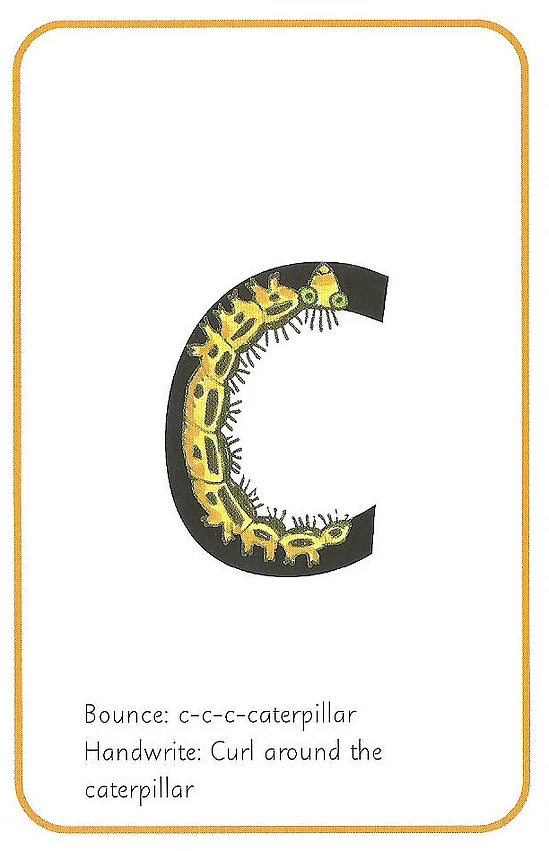 c
Bounce: c-c-c-caterpillar
Handwrite: Curl around the
caterpillar